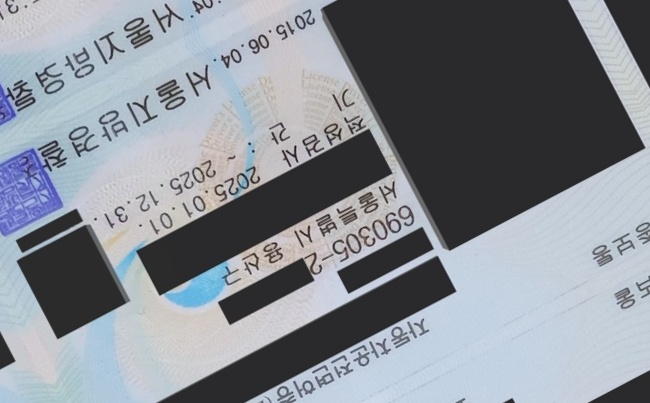 자동차운전면허증
690305-2
서울특별시 용산구
적성검사
기 간 : 2025. 01. 01. ~ 2025. 12. 31.
2015. 06. 04.
서울지방경찰청
보통